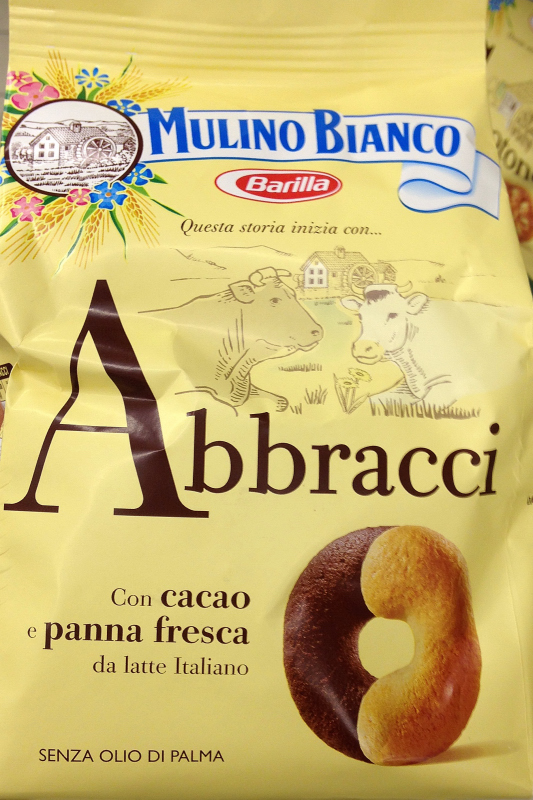 MULINO BIANCO
Barilla
Questa storia inizia con...
Abbracci
Con cacao
e panna fresca
da latte Italiano
SENZA OLIO DI PALMA